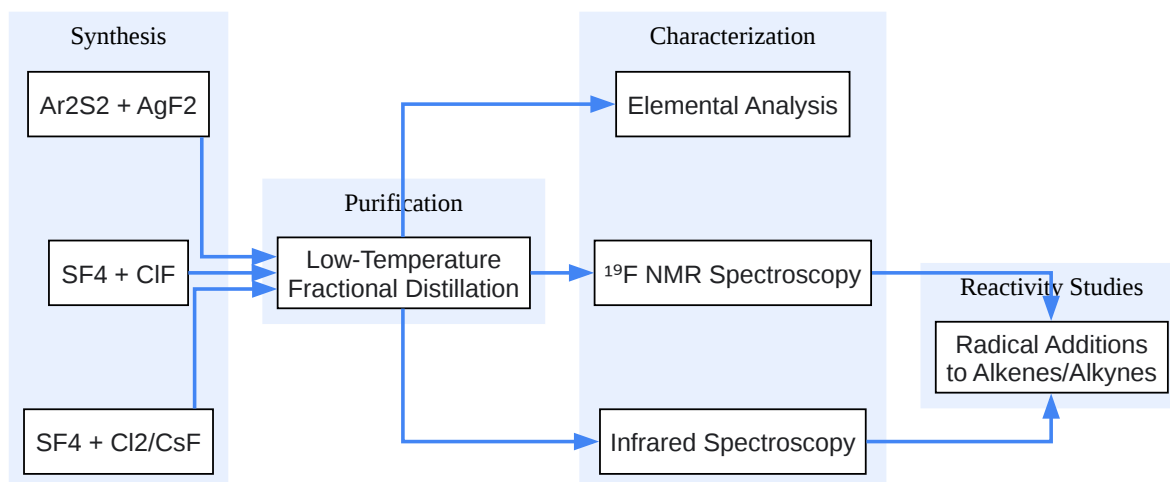 Synthesis
Ar2S2 + AgF2
SF4 + ClF
SF4 + Cl2/CsF
Purification
Low-Temperature
Fractional Distillation
Characterization
Elemental Analysis
¹⁹F NMR Spectroscopy
Infrared Spectroscopy
Reactivity Studies
Radical Additions
to Alkenes/Alkynes